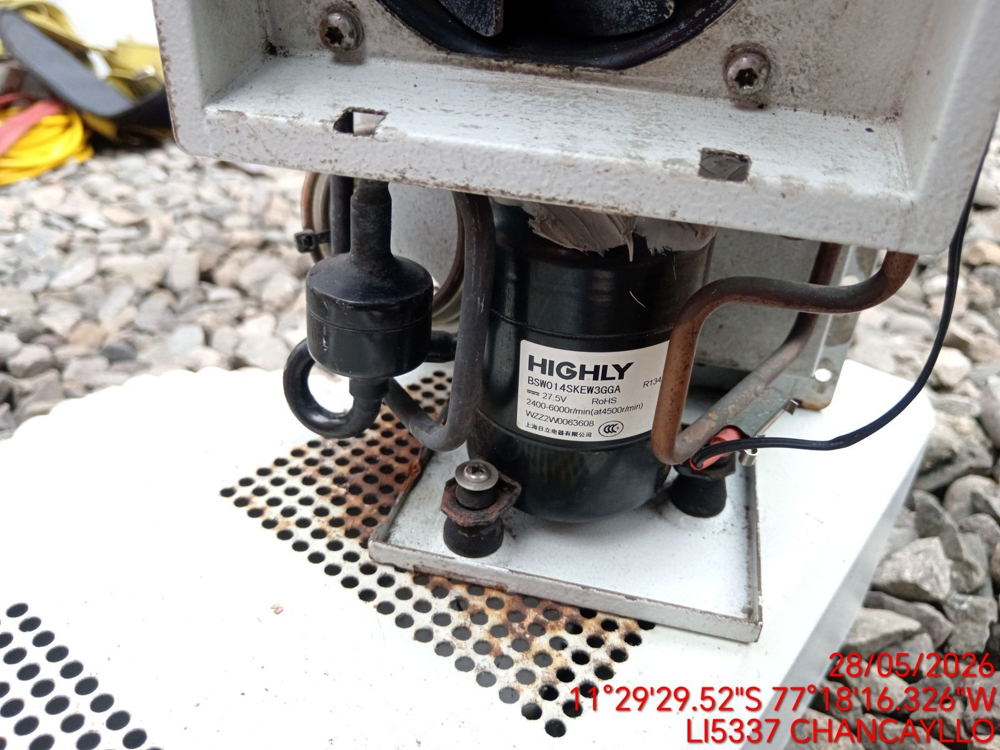 HIGHLY
BSW014SKEW3GGA R134
27.5V RoHS
2400-6000r/min(at4500r/min)
WZZ2W0063608
上海日立电器有限公司 CCC S
28/05/2026
11°29'29.52"S 77°18'16.326"W
LI5337 CHANCAYLLO